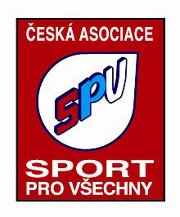 ČESKÁ ASOCIACE
SPV
SPORT
PRO VŠECHNY